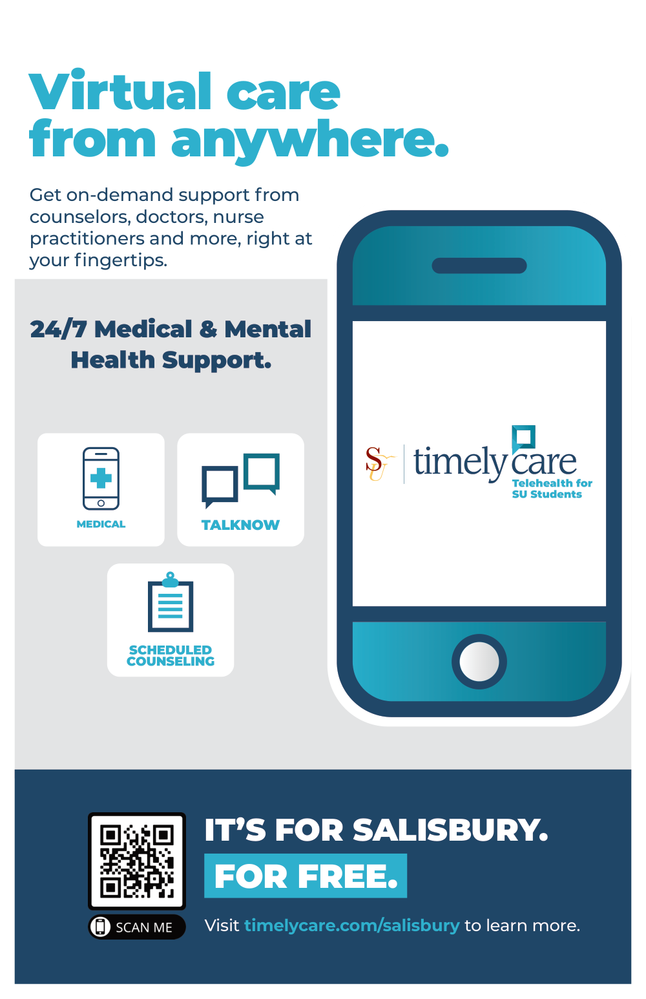 Virtual care
from anywhere.
Get on-demand support from
counselors, doctors, nurse
practitioners and more, right at
your fingertips.
24/7 Medical & Mental
Health Support.
MEDICAL
TALKNOW
SCHEDULED
COUNSELING
SU
timelycare
Telehealth for
SU Students
IT'S FOR SALISBURY.
FOR FREE.
SCAN ME
Visit timelycare.com/salisbury to learn more.